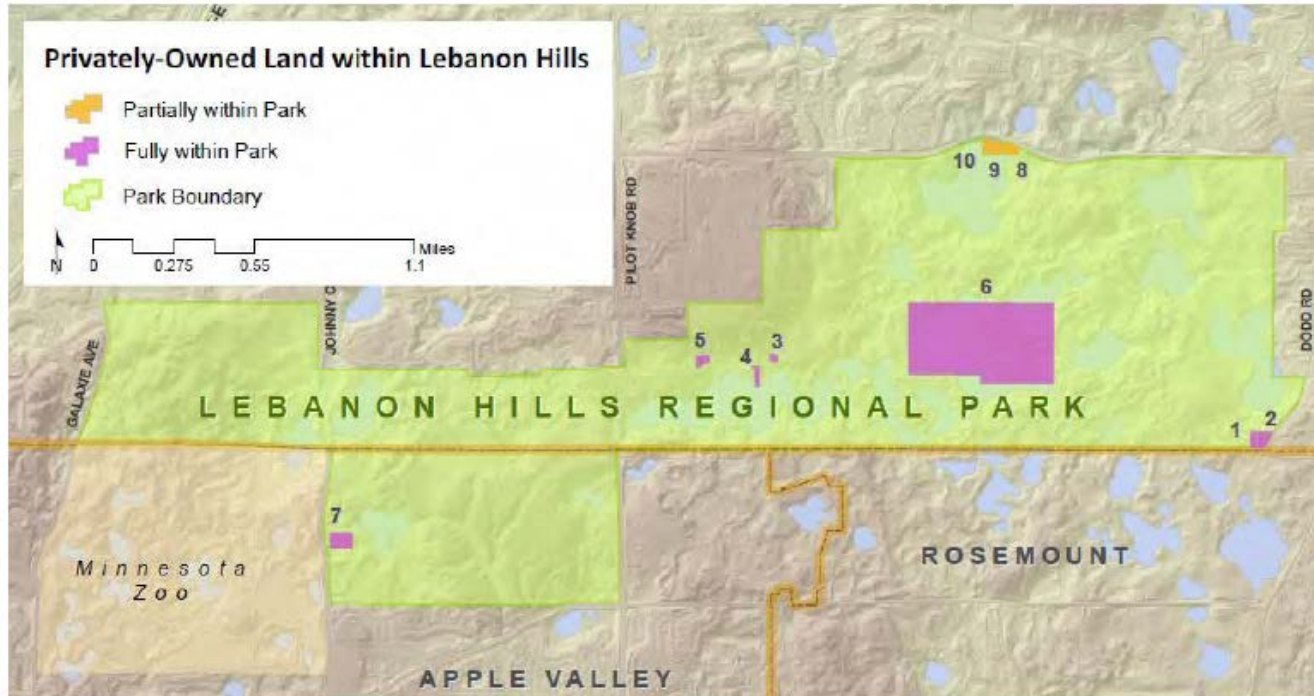 GE
Privately-Owned Land within Lebanon Hills
Partially within Park
Fully within Park
Park Boundary
N
0 0.275 0.55 1.1
Miles
PILOT KNOB RD
10 9 8
6
JOHNNY C
DODD RD
GALAXIE AVE
5 4 3
LEBANON HILLS REGIONAL PARK
1 2
7
Minnesota
Zoo
ROSEMOUNT
APPLE VALLEY